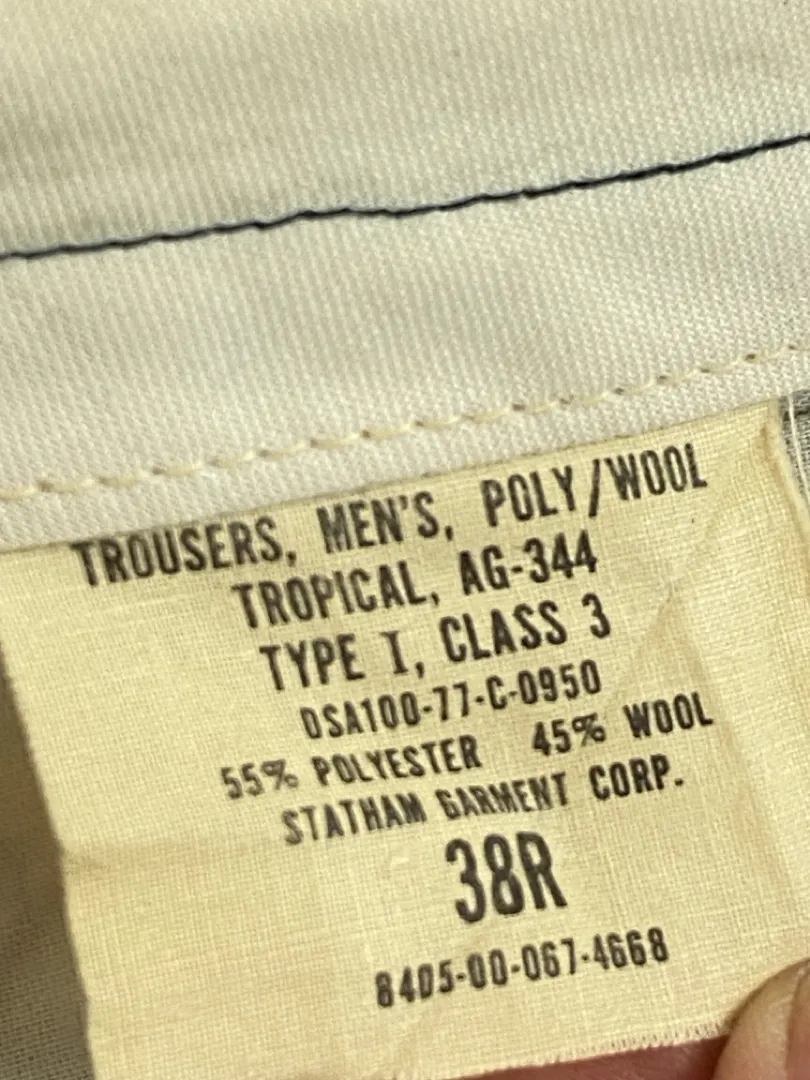 TROUSERS, MEN'S, POLY/WOOL
TROPICAL, AG-344
TYPE I, CLASS 3
DSA100-77-C-0950
55% POLYESTER 45% WOOL
STATHAM GARMENT CORP.
38R
8405-00-067-4668